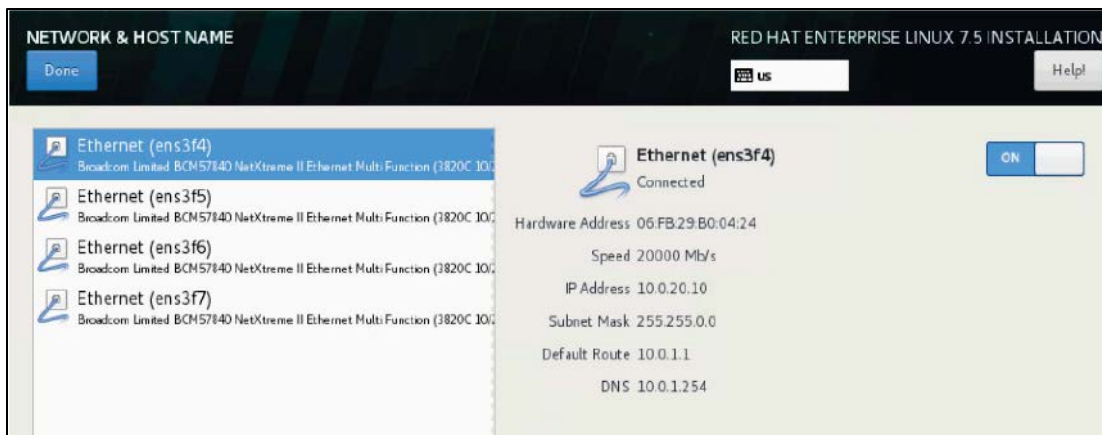 NETWORK & HOST NAME
Done
RED HAT ENTERPRISE LINUX 7.5 INSTALLATION
us
Help!
Ethernet (ens3f4)
Broadcom Limited BCM57840 NetXtreme II Ethernet Multi Function (3820C 10/2
Ethernet (ens3f5)
Broadcom Limited BCM57840 NetXtreme II Ethernet Multi Function (3820C 10/2
Ethernet (ens3f6)
Broadcom Limited BCM57840 NetXtreme II Ethernet Multi Function (3820C 10/2
Ethernet (ens3f7)
Broadcom Limited BCM57840 NetXtreme II Ethernet Multi Function (3820C 10/2
Ethernet (ens3f4)
Connected
ON
Hardware Address 06:FB:29:B0:04:24
Speed 20000 Mb/s
IP Address 10.0.20.10
Subnet Mask 255.255.0.0
Default Route 10.0.1.1
DNS 10.0.1.254